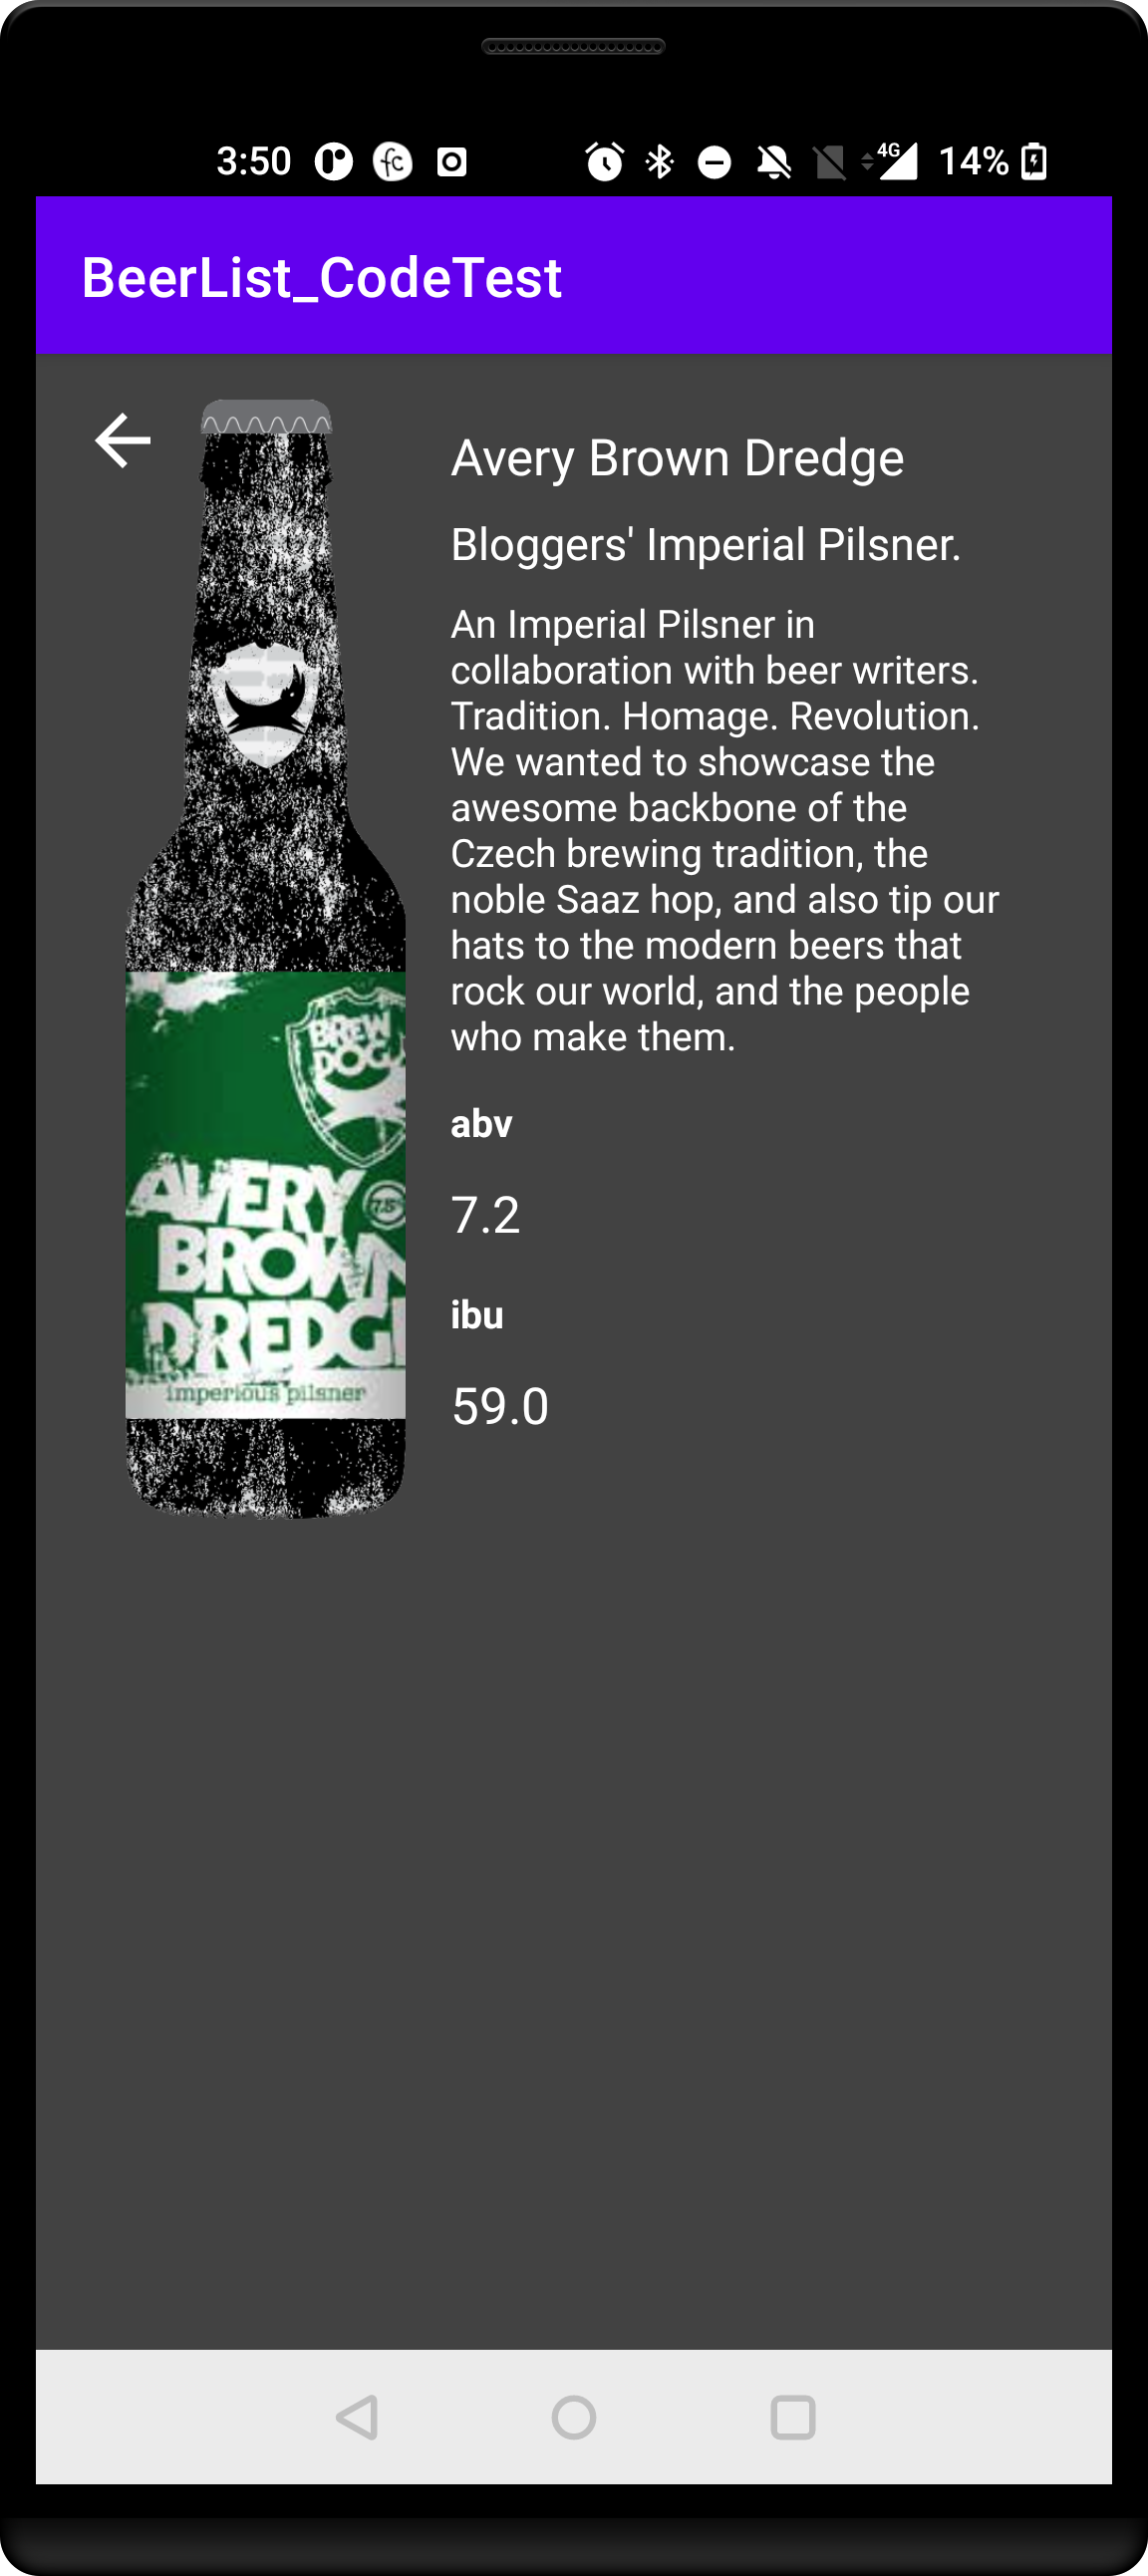 3:50
fc
4G
14%
BeerList_CodeTest
Avery Brown Dredge
Bloggers' Imperial Pilsner.
An Imperial Pilsner in
collaboration with beer writers.
Tradition. Homage. Revolution.
We wanted to showcase the
awesome backbone of the
Czech brewing tradition, the
noble Saaz hop, and also tip our
hats to the modern beers that
rock our world, and the people
who make them.
abv
7.2
ibu
59.0
BREW
DOG
AVERY
BROWN
DREDG
imperious pilsner